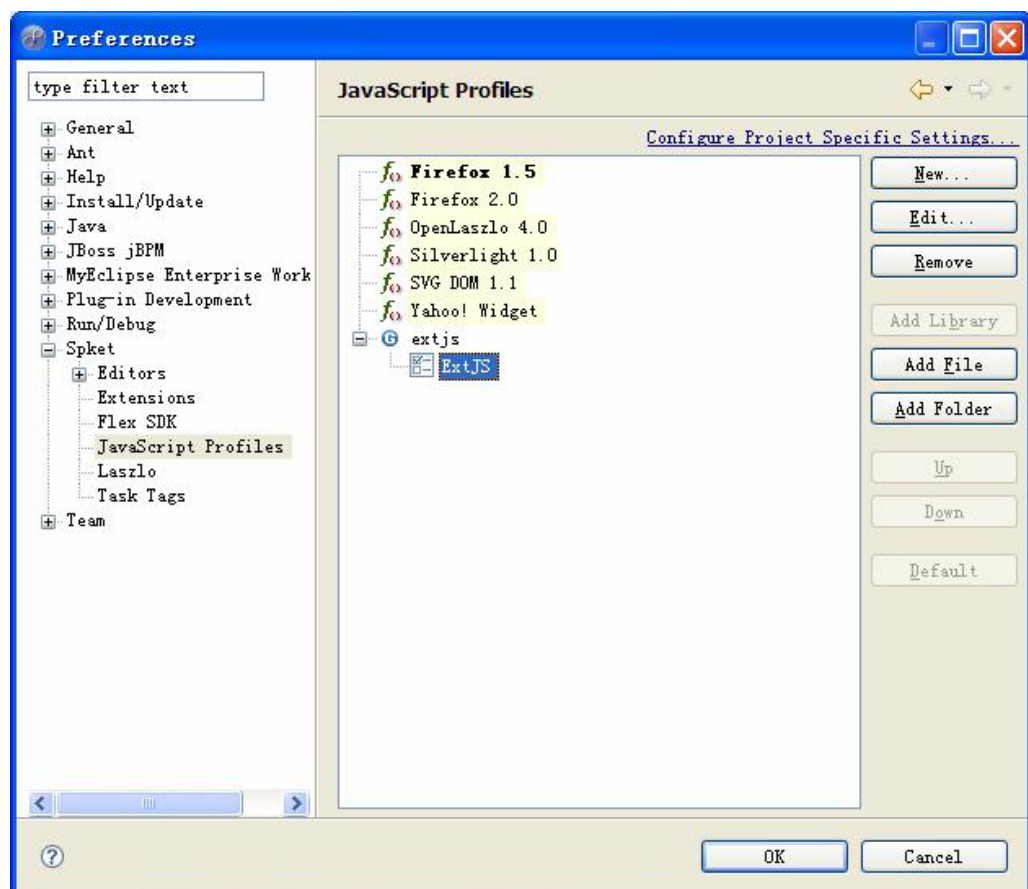 Preferences
type filter text
General
Ant
Help
Install/Update
Java
JBoss jBPM
MyEclipse Enterprise Work
Plug-in Development
Run/Debug
Spket
Editors
Extensions
Flex SDK
JavaScript Profiles
Laszlo
Task Tags
Team
JavaScript Profiles
Configure Project Specific Settings...
Firefox 1.5
Firefox 2.0
OpenLaszlo 4.0
Silverlight 1.0
SVG DOM 1.1
Yahoo! Widget
extjs
ExtJS
New...
Edit...
Remove
Add Library
Add File
Add Folder
Up
Down
Default
OK
Cancel